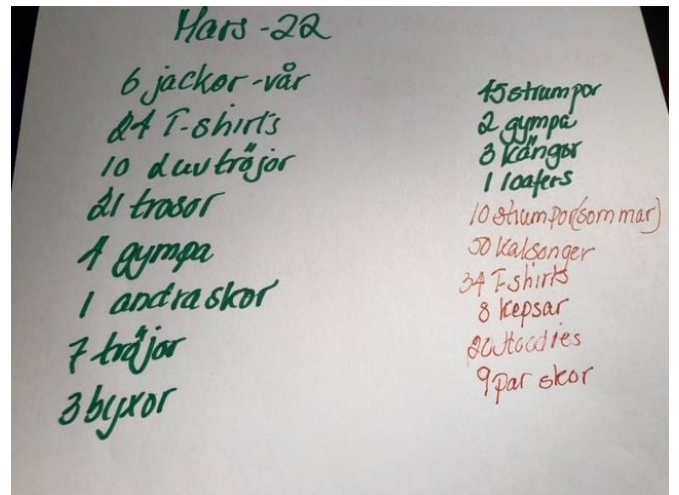 Mars - 22
6 jackor - vår
24 T-shirts
10 luvtröjor
21 trosor
4 gympa
1 andra skor
7 tröjor
3 byxor
45 strumpor
2 gympa
3 kängor
1 loafers
10 strumpor (sommar)
50 kalsonger
34 T-shirts
8 kepsar
20 Hoodies
9 par skor